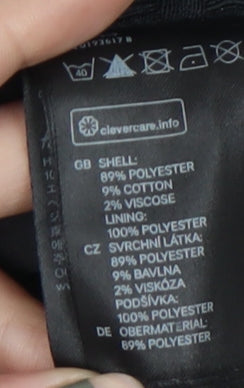 40
clevercare.info
GB SHELL:
89% POLYESTER
9% COTTON
2% VISCOSE
LINING:
100% POLYESTER
CZ SVRCHNÍ LÁTKA:
89% POLYESTER
9% BAVLNA
2% VISKÓZA
PODŠÍVKA:
100% POLYESTER
DE OBERMATERIAL:
89% POLYESTER